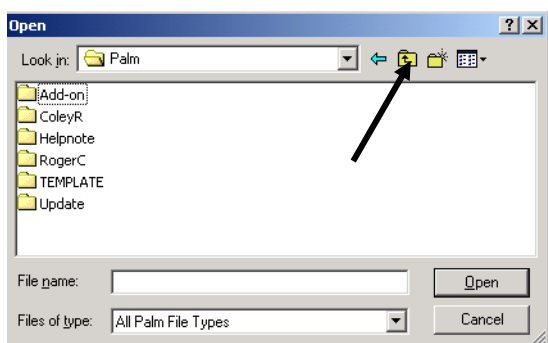 Open
Look in: Palm
Add-on
ColeyR
Helpnote
RogerC
TEMPLATE
Update
File name: Open
Files of type: All Palm File Types Cancel